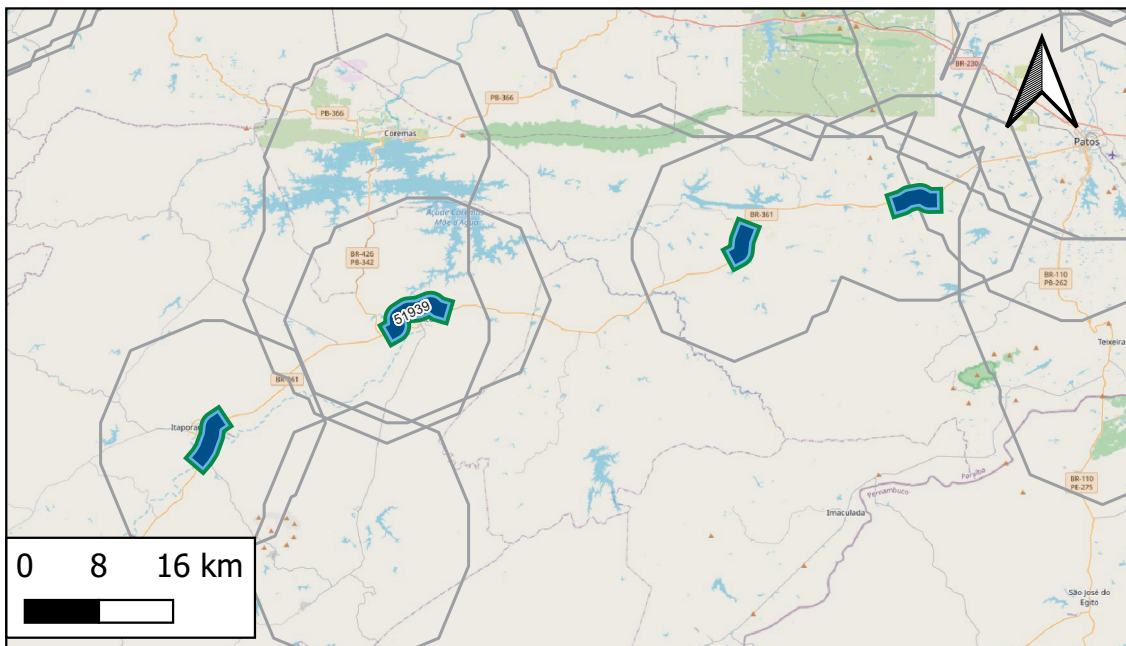 BR-230
PB-366
PB-366
Coremas
Patos
Açude Coremas
Mãe d'Água
BR-361
BR-426
PB-342
BR-110
PB-262
51939
Teixeira
BR-361
Itapora
BR-110
PE-275
Paraíba
Pernambuco
Imaculada
0 8 16 km
São José do
Egito